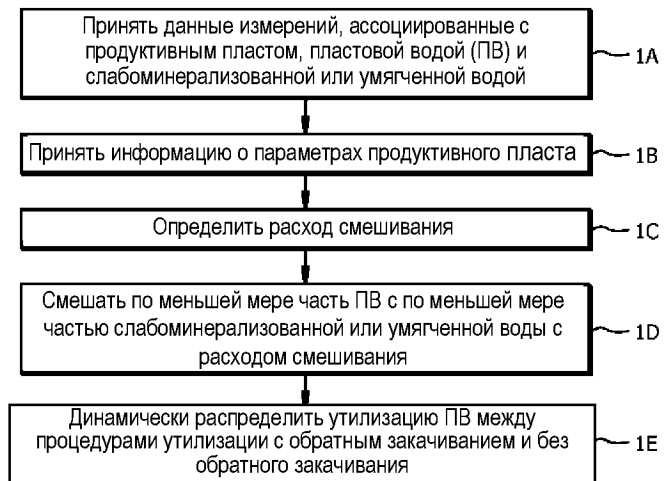 Принять данные измерений, ассоциированные с
продуктивным пластом, пластовой водой (ПВ) и
слабоминерализованной или умягченной водой
1A
Принять информацию о параметрах продуктивного пласта
1B
Определить расход смешивания
1C
Смешать по меньшей мере часть ПВ с по меньшей мере
частью слабоминерализованной или умягченной воды с
расходом смешивания
1D
Динамически распределить утилизацию ПВ между
процедурами утилизации с обратным закачиванием и без
обратного закачивания
1E